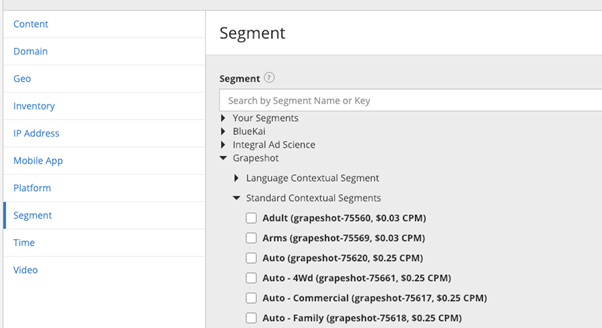 Content
Domain
Geo
Inventory
IP Address
Mobile App
Platform
Segment
Time
Video
Segment
Segment ?
Search by Segment Name or Key
Your Segments
BlueKai
Integral Ad Science
Grapeshot
Language Contextual Segment
Standard Contextual Segments
Adult (grapeshot-75560, $0.03 CPM)
Arms (grapeshot-75569, $0.03 CPM)
Auto (grapeshot-75620, $0.25 CPM)
Auto - 4Wd (grapeshot-75661, $0.25 CPM)
Auto - Commercial (grapeshot-75617, $0.25 CPM)
Auto - Family (grapeshot-75618, $0.25 CPM)